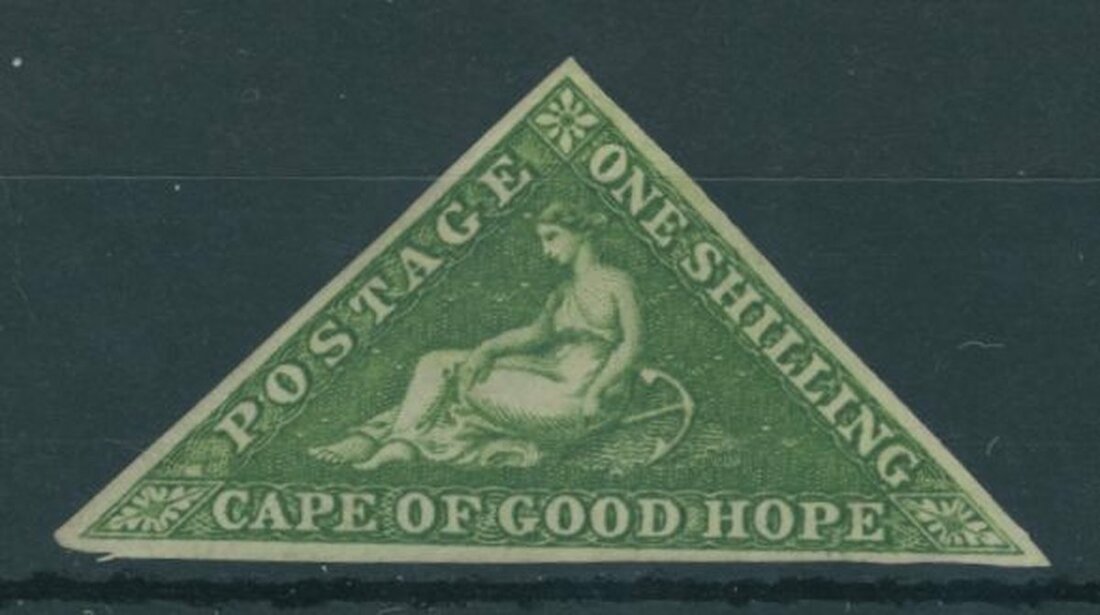 POSTAGE
ONE SHILLING
CAPE OF GOOD HOPE